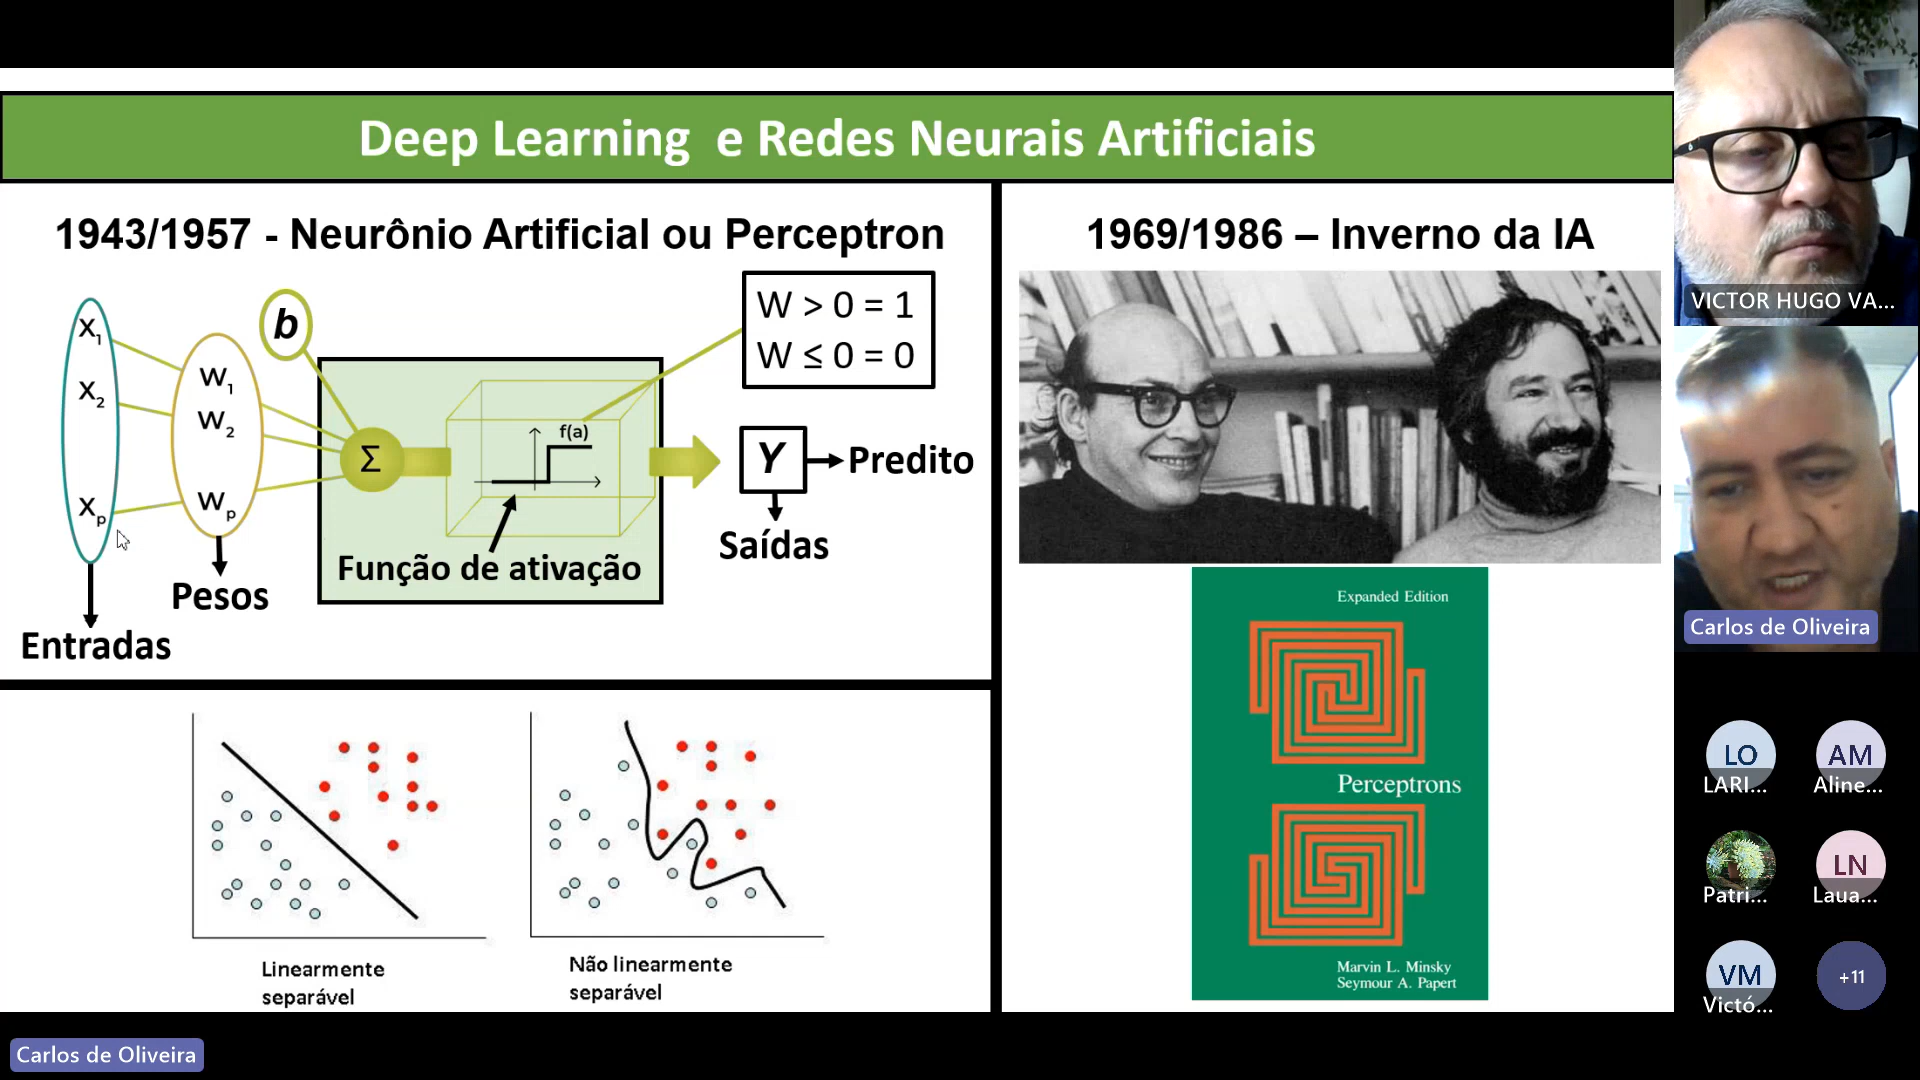 Deep Learning e Redes Neurais Artificiais
1943/1957 - Neurônio Artificial ou Perceptron
X1
X2
Xp
W1
W2
Wp
b
Σ
f(a)
W > 0 = 1
W ≤ 0 = 0
Y
Predito
Saídas
Função de ativação
Pesos
Entradas
Linearmente
separável
Não linearmente
separável
1969/1986 – Inverno da IA
Expanded Edition
Perceptrons
Marvin L. Minsky
Seymour A. Papert
VICTOR HUGO VA...
Carlos de Oliveira
LO
LARI...
AM
Aline...
Patri...
LN
Laua...
VM
Victó...
+11
Carlos de Oliveira